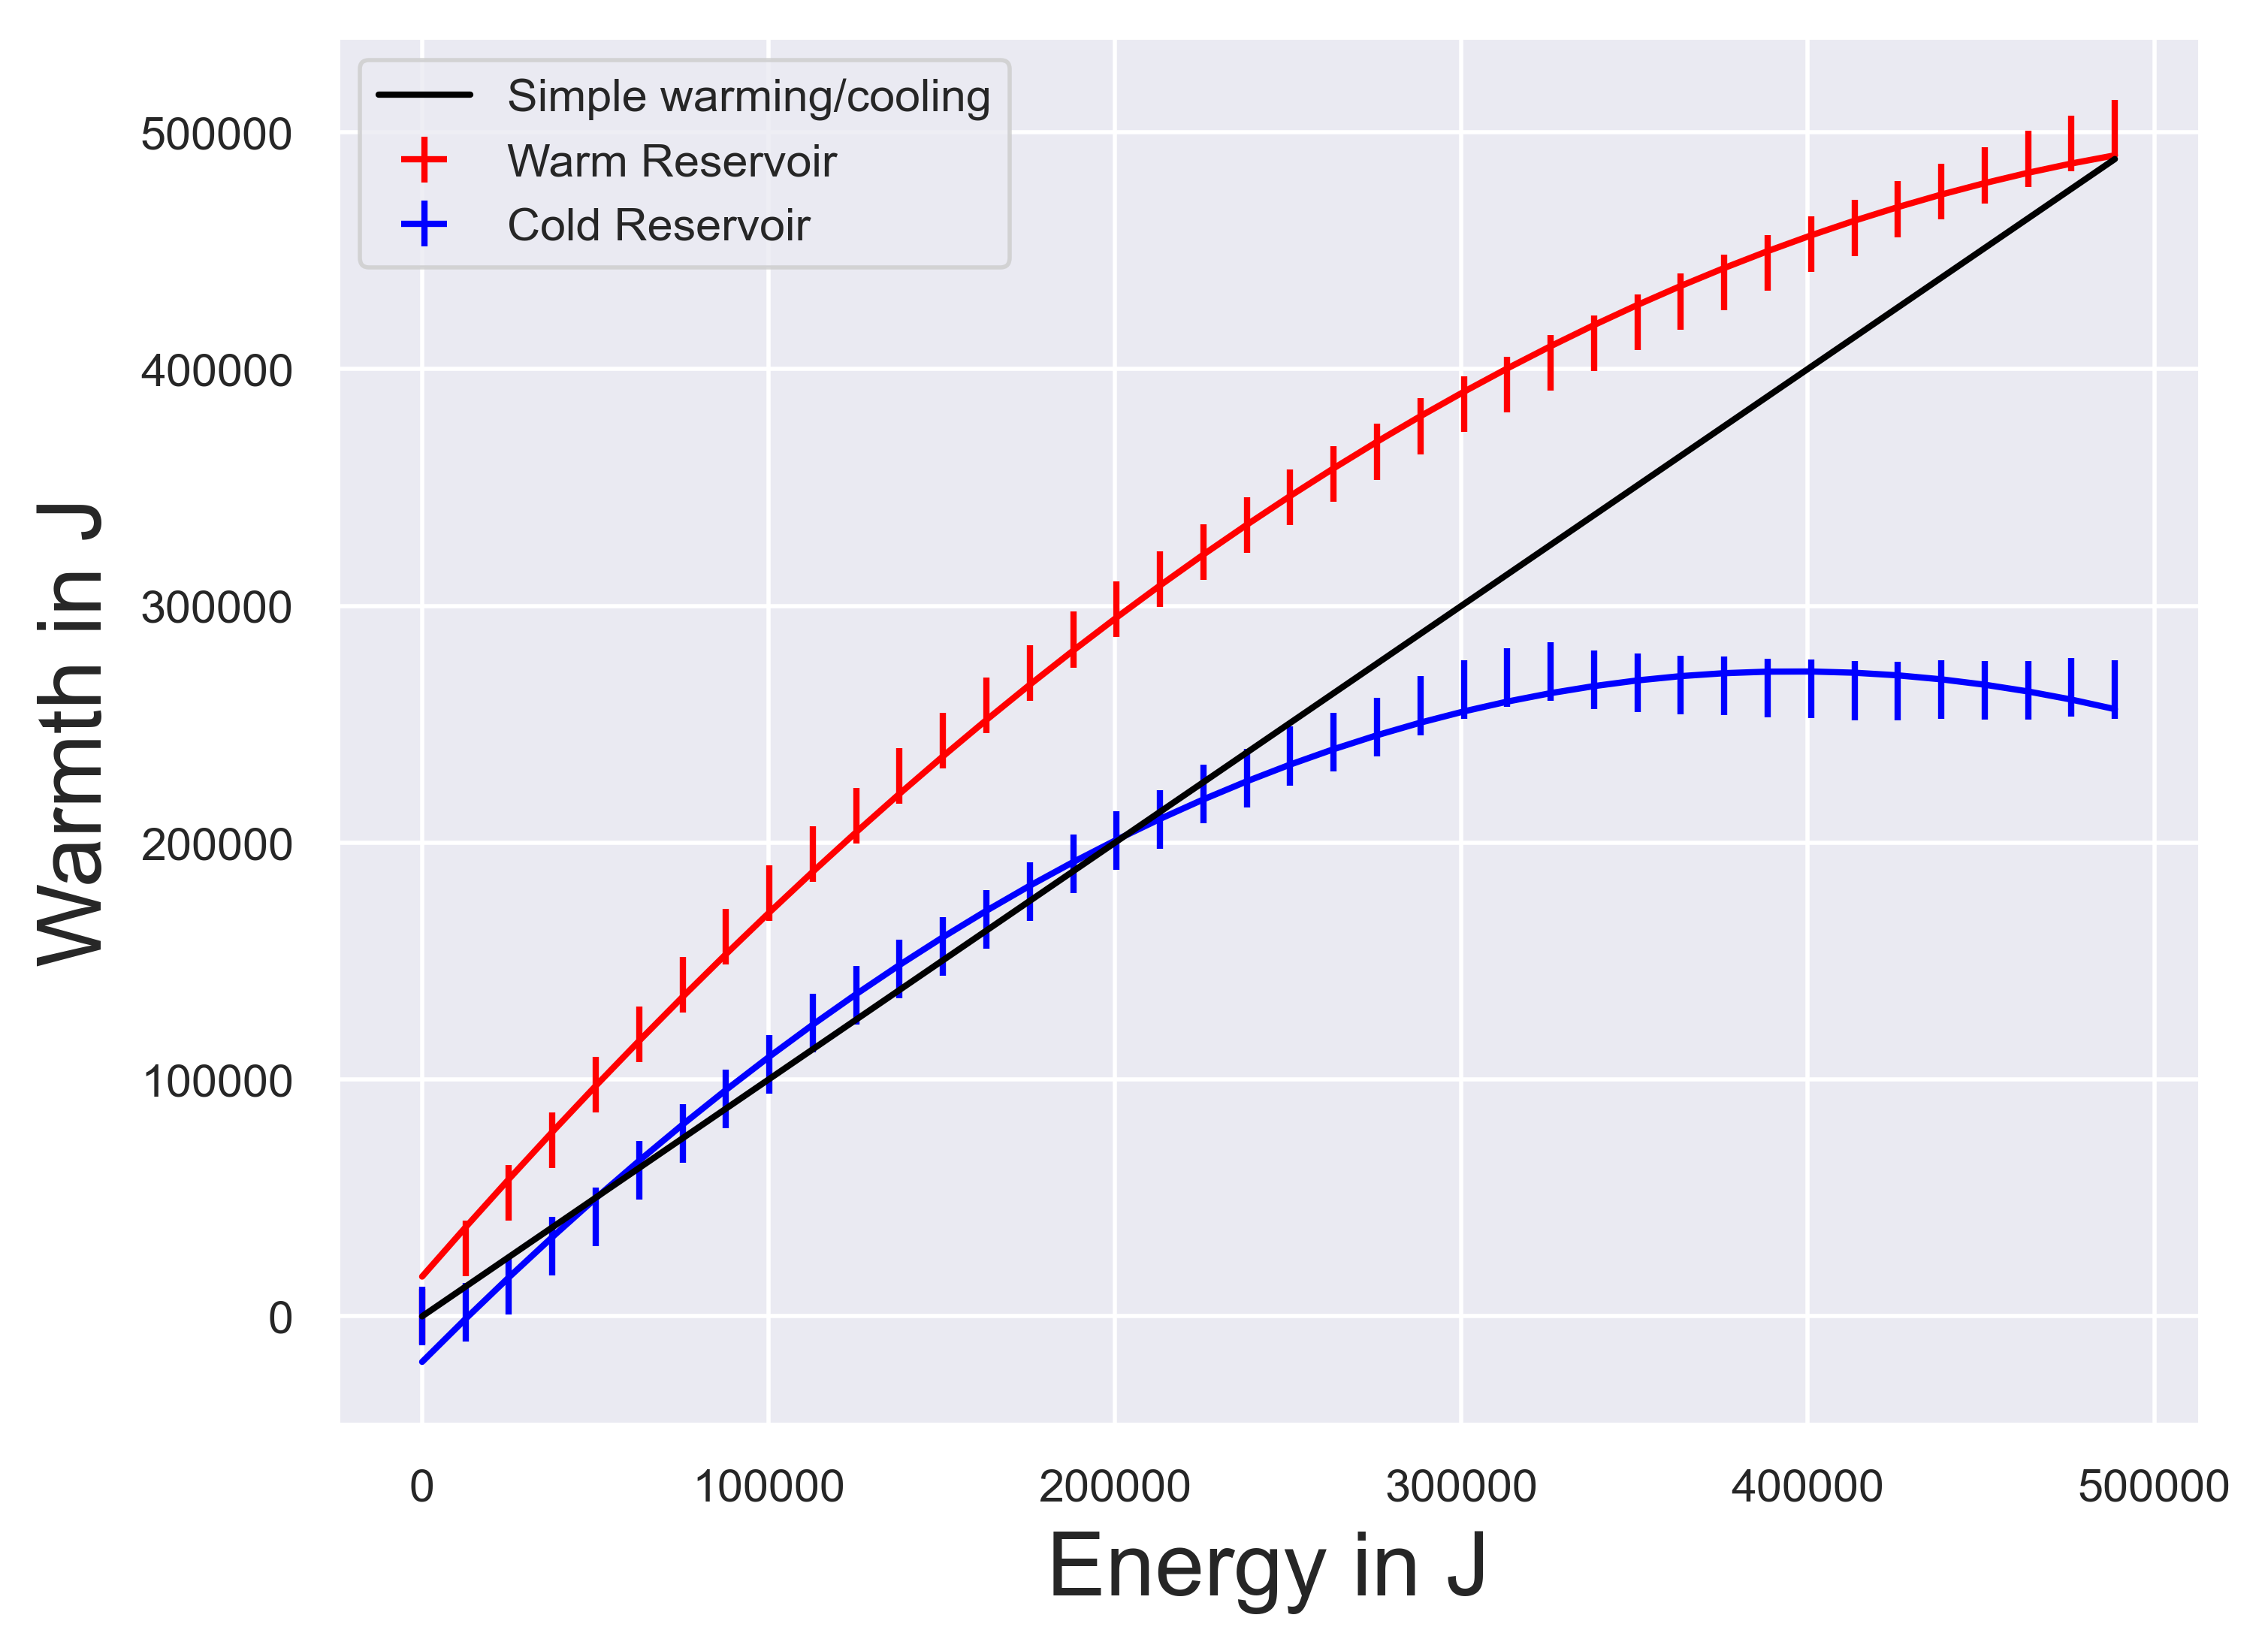 Simple warming/cooling
Warm Reservoir
Cold Reservoir
500000
400000
300000
200000
100000
0
Warmth in J
0 100000 200000 300000 400000 500000
Energy in J